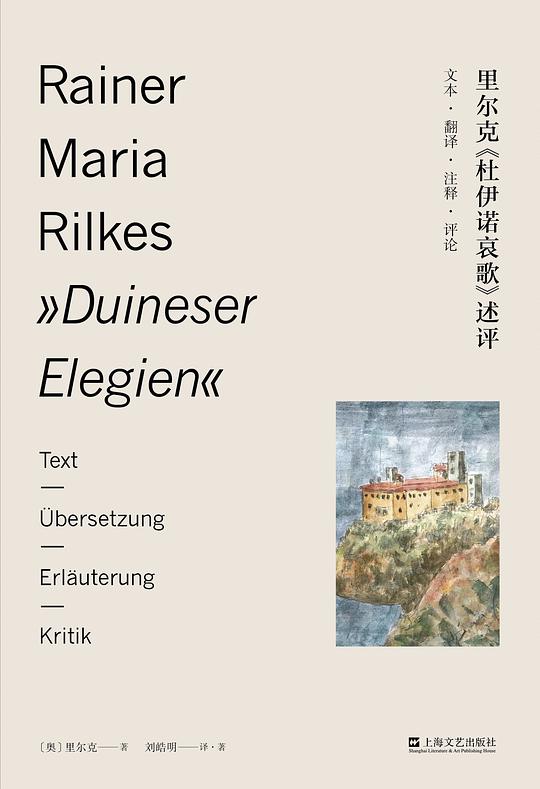 Rainer
Maria
Rilkes
»Duineser
Elegien«
Text
—
Übersetzung
—
Erläuterung
—
Kritik
里尔克《杜伊诺哀歌》述评
文本·翻译·注释·评论
〔奥〕里尔克——著 刘皓明——译·著
上海文艺出版社
Shanghai Literature & Art Publishing House